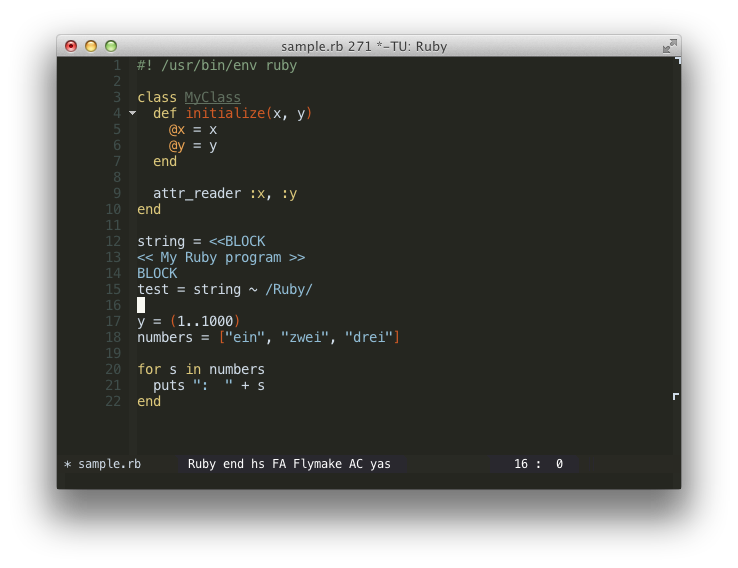 sample.rb 271 *-TU: Ruby
1 #! /usr/bin/env ruby
2
3 class MyClass
4   def initialize(x, y)
5     @x = x
6     @y = y
7   end
8
9   attr_reader :x, :y
10 end
11
12 string = <<BLOCK
13 << My Ruby program >>
14 BLOCK
15 test = string ~ /Ruby/
16
17 y = (1..1000)
18 numbers = ["ein", "zwei", "drei"]
19
20 for s in numbers
21   puts ":  " + s
22 end
* sample.rb Ruby end hs FA Flymake AC yas 16 : 0